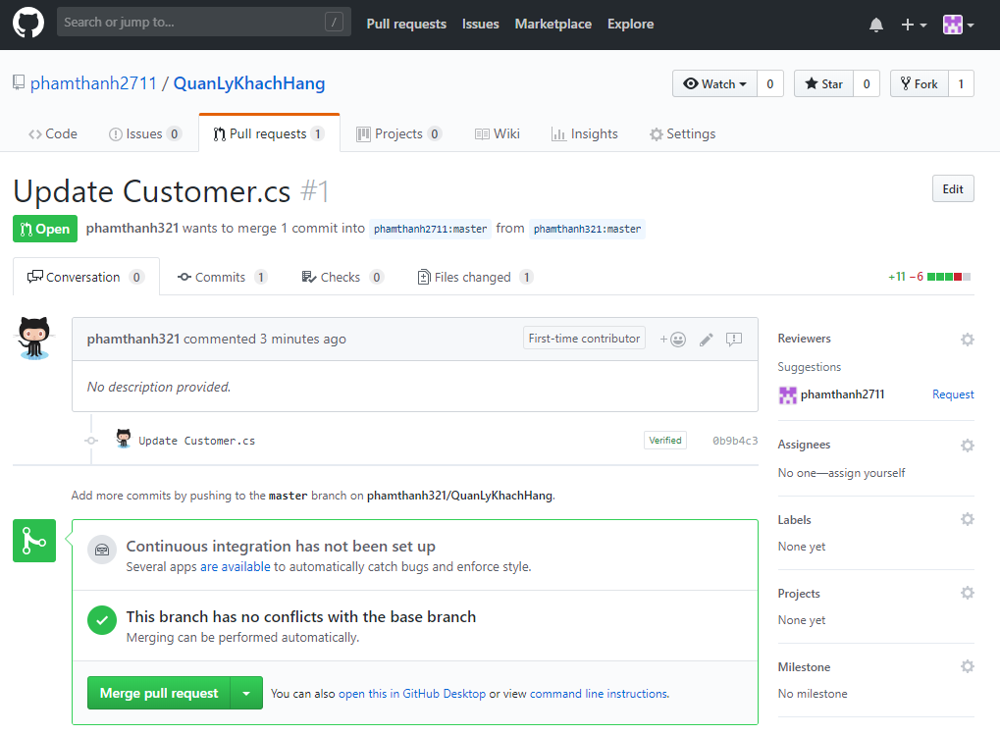 Search or jump to... / Pull requests Issues Marketplace Explore
phamthanh2711 / QuanLyKhachHang Watch 0 Star 0 Fork 1
Code Issues 0 Pull requests 1 Projects 0 Wiki Insights Settings
Update Customer.cs #1 Edit
Open phamthanh321 wants to merge 1 commit into phamthanh2711:master from phamthanh321:master
Conversation 0 Commits 1 Checks 0 Files changed 1 +11 −6
phamthanh321 commented 3 minutes ago First-time contributor +
No description provided.
Update Customer.cs Verified 0b9b4c3
Add more commits by pushing to the master branch on phamthanh321/QuanLyKhachHang.
Continuous integration has not been set up
Several apps are available to automatically catch bugs and enforce style.
This branch has no conflicts with the base branch
Merging can be performed automatically.
Merge pull request You can also open this in GitHub Desktop or view command line instructions.
Reviewers
Suggestions
phamthanh2711 Request
Assignees
No one—assign yourself
Labels
None yet
Projects
None yet
Milestone
No milestone